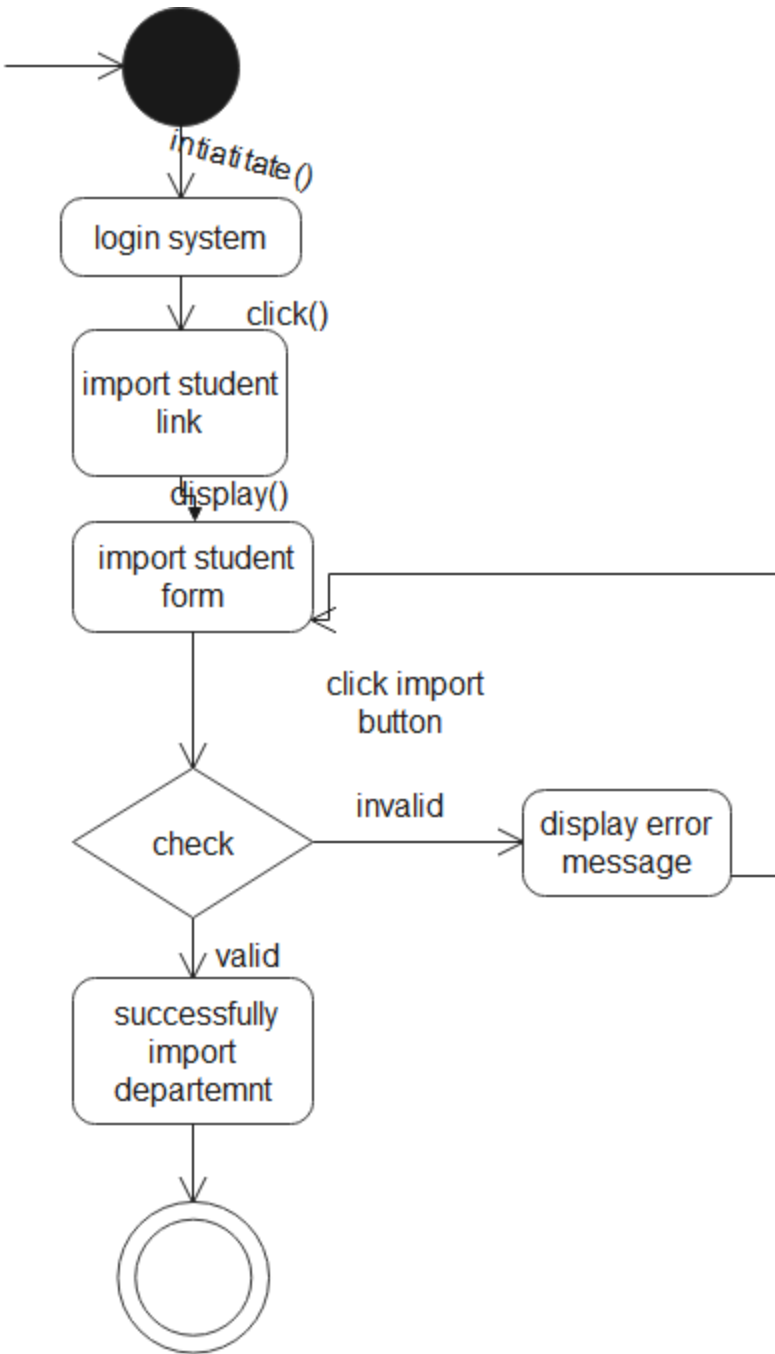 intiatitate()
login system
click()
import student
link
display()
import student
form
click import
button
invalid
check
display error
message
valid
successfully
import
departemnt